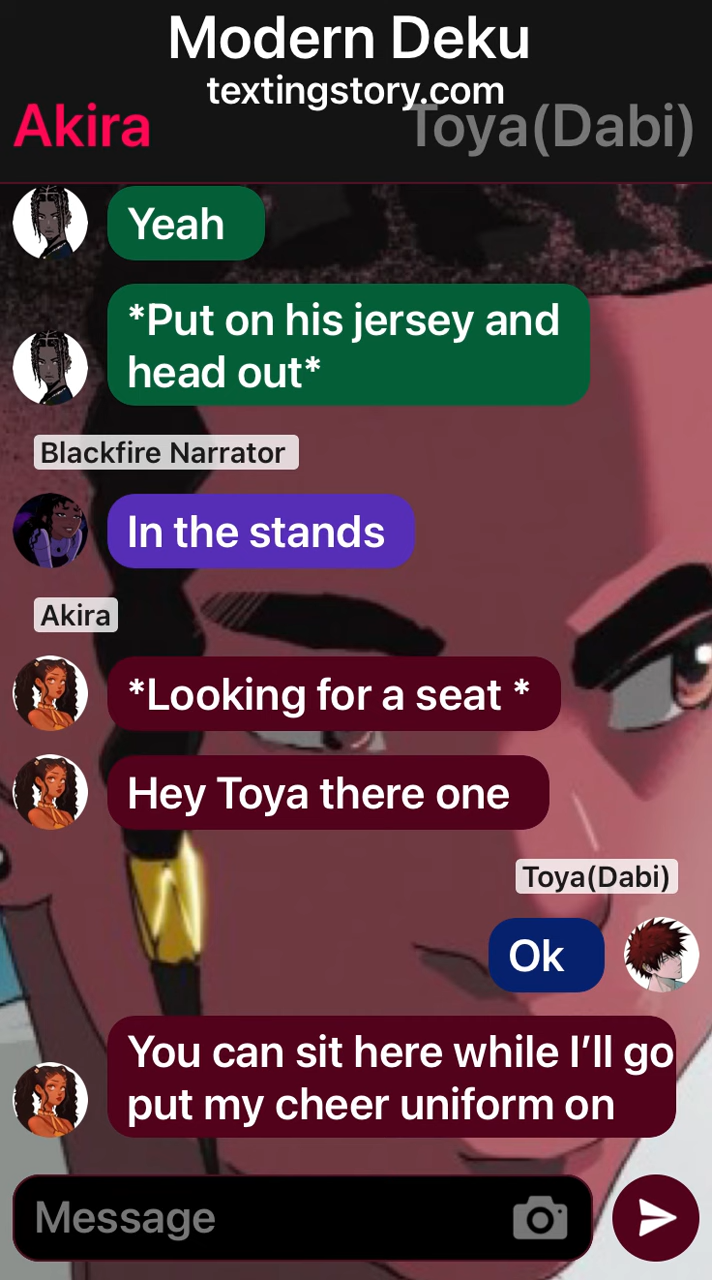 Modern Deku
textingstory.com
Akira
Toya(Dabi)
Yeah
*Put on his jersey and
head out*
Blackfire Narrator
In the stands
Akira
*Looking for a seat *
Hey Toya there one
Toya(Dabi)
Ok
You can sit here while I’ll go
put my cheer uniform on
Message